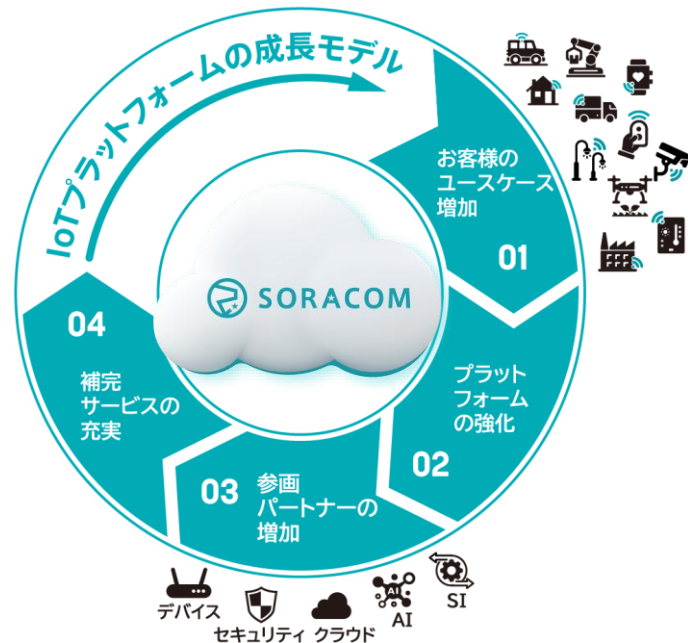 IoTプラットフォームの成長モデル
お客様の
ユースケース
増加
01
SORACOM
プラット
フォーム
の強化
02
03
参画
パートナーの
増加
04
補完
サービスの
充実
デバイス
セキュリティ
クラウド
AI
AI
SI